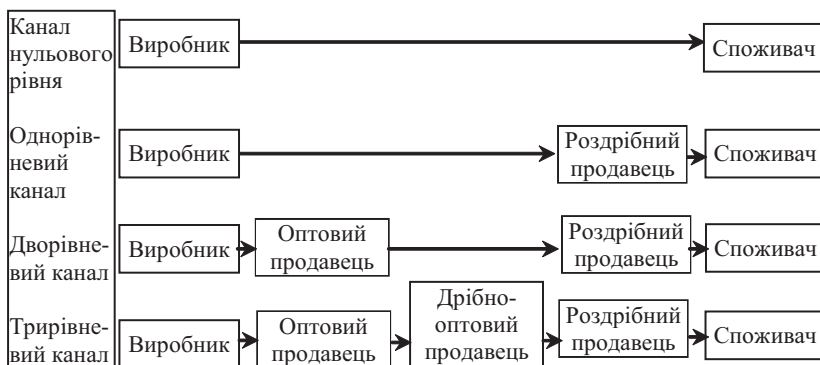 Канал
нульового
рівня
Виробник
Споживач
Однорів-
невий
канал
Виробник
Роздрібний
продавець
Споживач
Дворівне-
вий канал
Виробник
Оптовий
продавець
Роздрібний
продавець
Споживач
Трирівне-
вий канал
Виробник
Оптовий
продавець
Дрібно-
оптовий
продавець
Роздрібний
продавець
Споживач